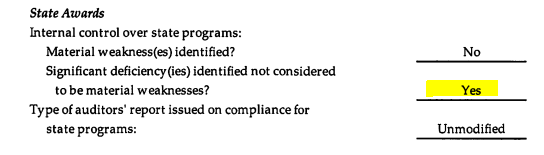 State Awards
Internal control over state programs:
Material weakness(es) identified? No
Significant deficiency(ies) identified not considered
to be material weaknesses? Yes
Type of auditors' report issued on compliance for
state programs: Unmodified